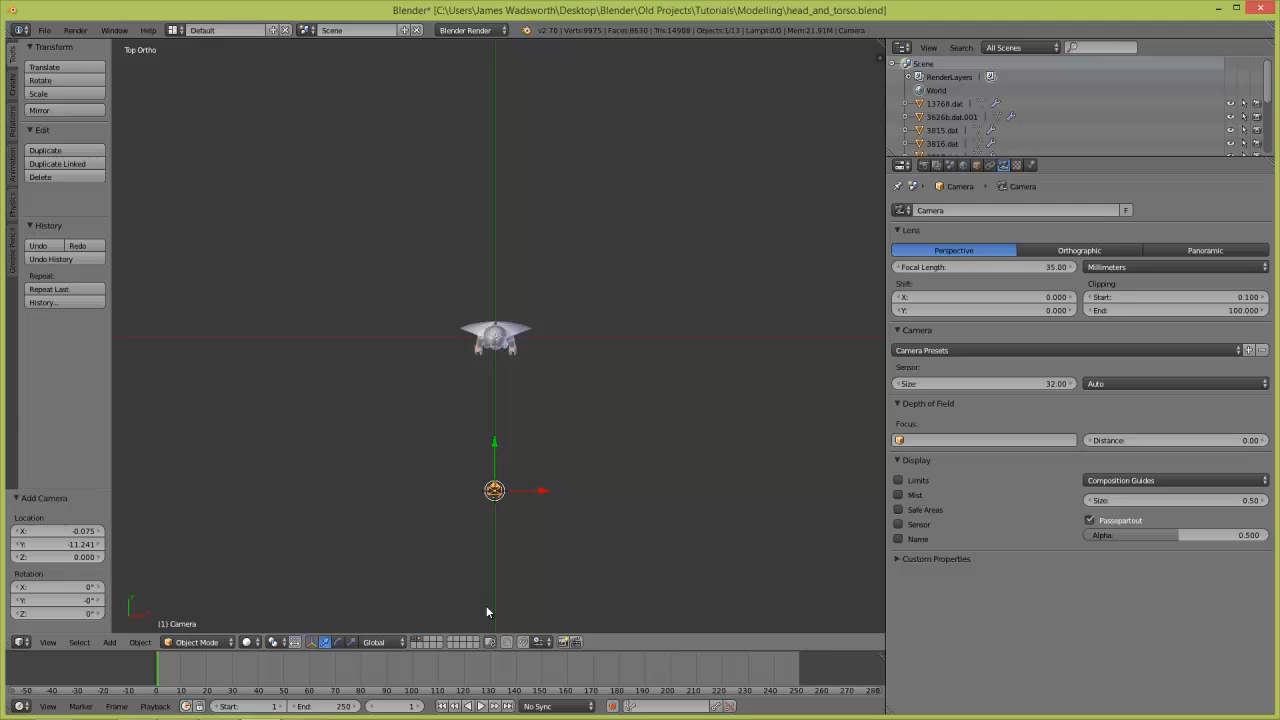 Blender* [C:\Users\James Wadsworth\Desktop\Blender\Old Projects\Tutorials\Modelling\head_and_torso.blend]
File Render Window Help Default Scene Blender Render v2.70 | Verts:9975 | Faces:8630 | Tris:14908 | Objects:1/13 | Lamps:0/0 | Mem:21.91M | Camera
Tools
Create
Relations
Animation
Physics
Grease Pencil
Transform
Translate
Rotate
Scale
Mirror
Edit
Duplicate
Duplicate Linked
Delete
History
Undo Redo
Undo History
Repeat:
Repeat Last
History...
Add Camera
Location
X: -0.075
Y: -11.241
Z: 0.000
Rotation
X: 0°
Y: -0°
Z: 0°
Top Ortho
(1) Camera
View Search All Scenes
Scene
RenderLayers
World
13768.dat
3626b.dat.001
3815.dat
3816.dat
Camera Camera
Camera F
Lens
Perspective Orthographic Panoramic
Focal Length: 35.00 Millimeters
Shift: Clipping:
X: 0.000 Start: 0.100
Y: 0.000 End: 100.000
Camera
Camera Presets
Sensor:
Size: 32.00 Auto
Depth of Field
Focus:
Distance: 0.00
Display
Limits Composition Guides
Mist Size: 0.50
Safe Areas Passepartout
Sensor Alpha: 0.500
Name
Custom Properties
View Select Add Object Object Mode Global
-50 -40 -30 -20 -10 0 10 20 30 40 50 60 70 80 90 100 110 120 130 140 150 160 170 180 190 200 210 220 230 240 250 260 270 280
View Marker Frame Playback Start: 1 End: 250 1 No Sync